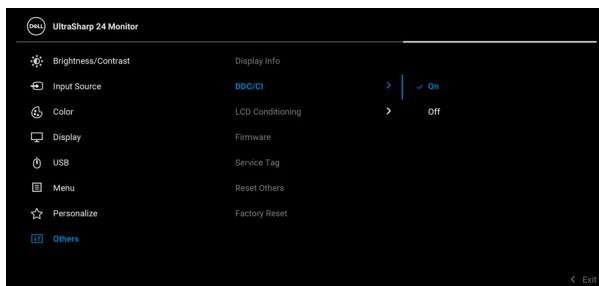 DELL UltraSharp 24 Monitor
Brightness/Contrast Display Info
Input Source DDC/CI > ✓ On
Color LCD Conditioning > Off
Display Firmware
USB Service Tag
Menu Reset Others
Personalize Factory Reset
Others
< Exit